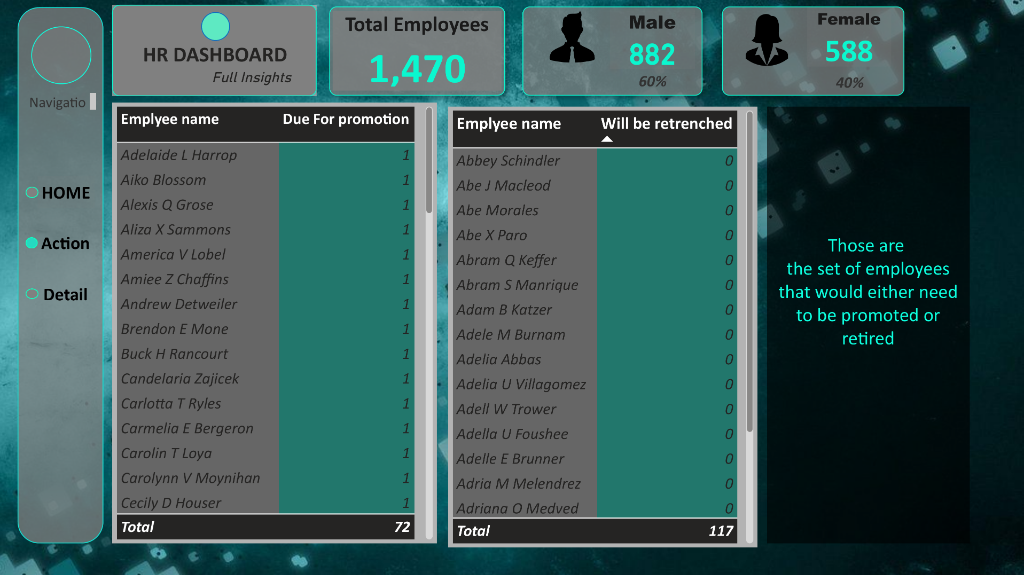 HR DASHBOARD
Full Insights
Total Employees
1,470
Male
882
60%
Female
588
40%
Navigatio
HOME
Action
Detail
Emplyee name Due For promotion
Adelaide L Harrop 1
Aiko Blossom 1
Alexis Q Grose 1
Aliza X Sammons 1
America V Lobel 1
Amiee Z Chaffins 1
Andrew Detweiler 1
Brendon E Mone 1
Buck H Rancourt 1
Candelaria Zajicek 1
Carlotta T Ryles 1
Carmelia E Bergeron 1
Carolin T Loya 1
Carolynn V Moynihan 1
Cecily D Houser 1
Total 72
Emplyee name Will be retrenched
Abbey Schindler 0
Abe J Macleod 0
Abe Morales 0
Abe X Paro 0
Abram Q Keffer 0
Abram S Manrique 0
Adam B Katzer 0
Adele M Burnam 0
Adelia Abbas 0
Adelia U Villagomez 0
Adell W Trower 0
Adella U Foushee 0
Adelle E Brunner 0
Adria M Melendrez 0
Adriana O Medved 0
Total 117
Those are
the set of employees
that would either need
to be promoted or
retired